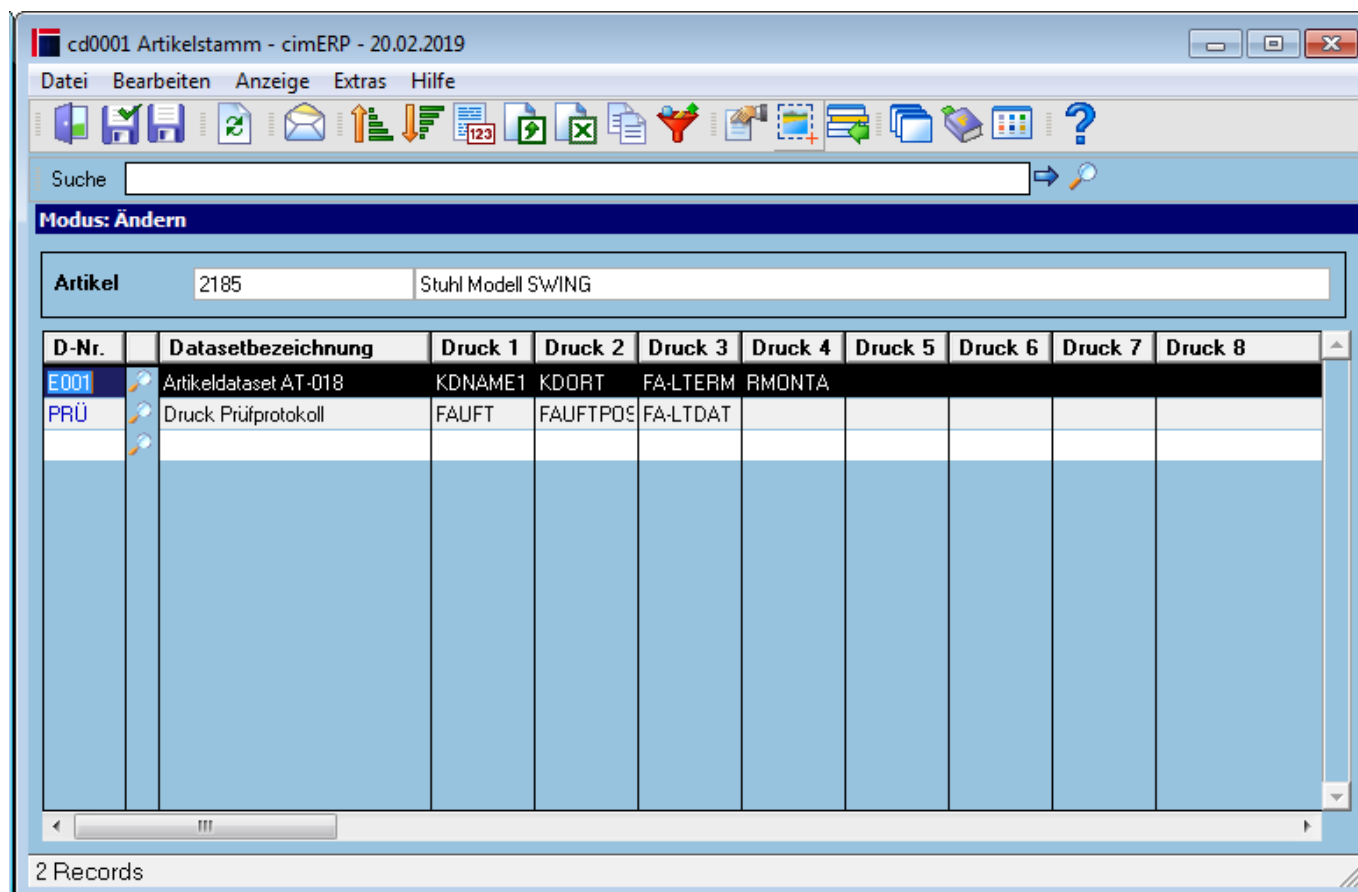 cd0001 Artikelstamm - cimERP - 20.02.2019
Datei Bearbeiten Anzeige Extras Hilfe
123
Suche
Modus: Ändern
Artikel 2185 Stuhl Modell SWING
D-Nr. Datasetbezeichnung Druck 1 Druck 2 Druck 3 Druck 4 Druck 5 Druck 6 Druck 7 Druck 8
E001 Artikeldataset AT-018 KDNAME1 KDORT FA-LTERM RMONTA
PRÜ Druck Prüfprotokoll FAUFT FAUFTPOS FA-LTDAT
2 Records